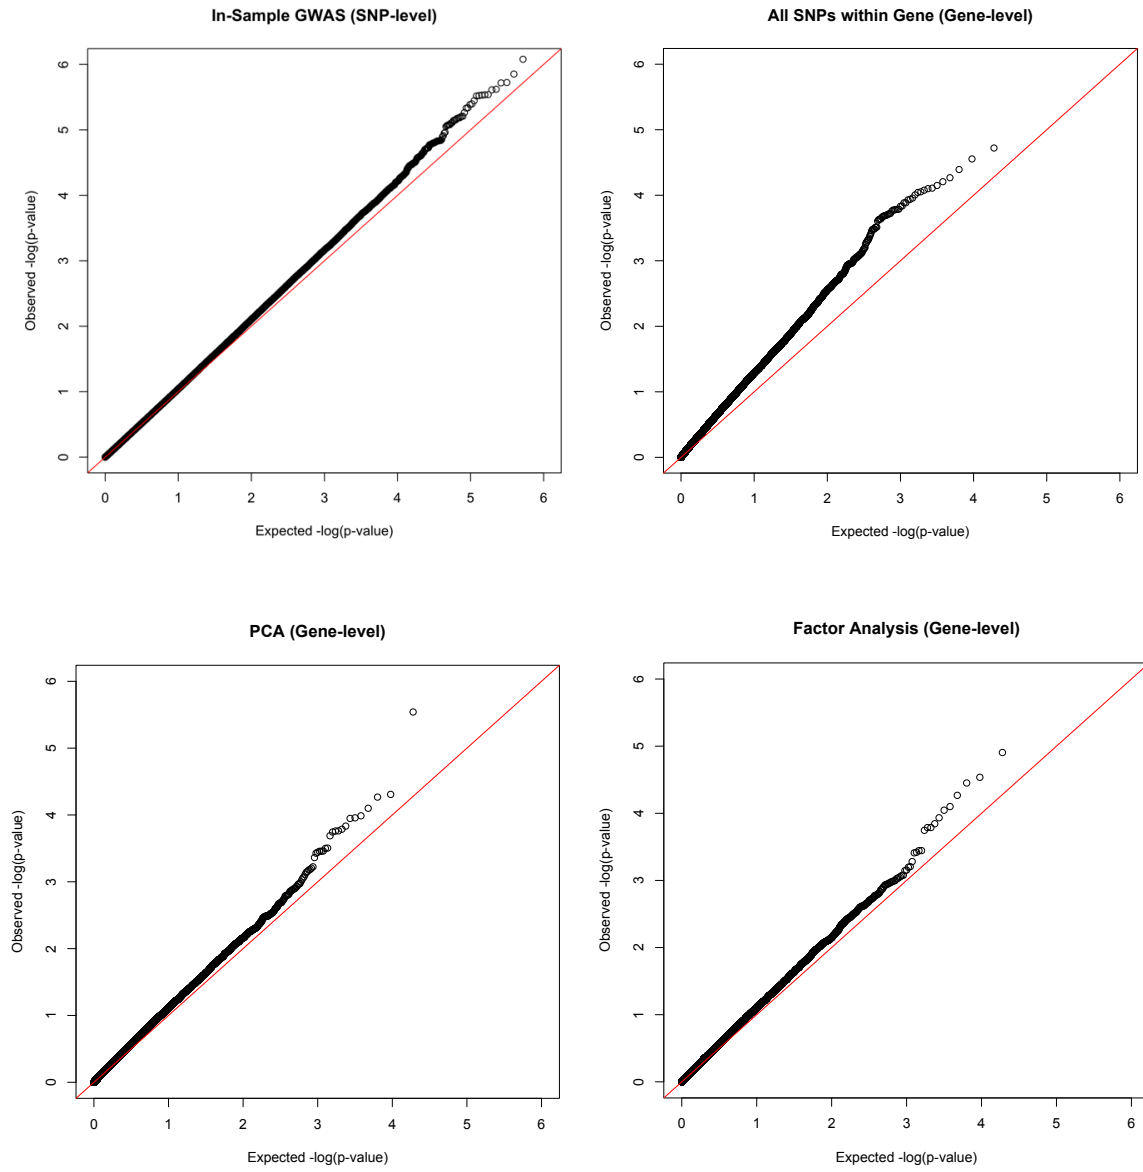 In-Sample GWAS (SNP-level)
Observed -log(p-value)
6
5
4
3
2
1
0
0 1 2 3 4 5 6
Expected -log(p-value)
All SNPs within Gene (Gene-level)
Observed -log(p-value)
6
5
4
3
2
1
0
0 1 2 3 4 5 6
Expected -log(p-value)
PCA (Gene-level)
Observed -log(p-value)
6
5
4
3
2
1
0
0 1 2 3 4 5 6
Expected -log(p-value)
Factor Analysis (Gene-level)
Observed -log(p-value)
6
5
4
3
2
1
0
0 1 2 3 4 5 6
Expected -log(p-value)